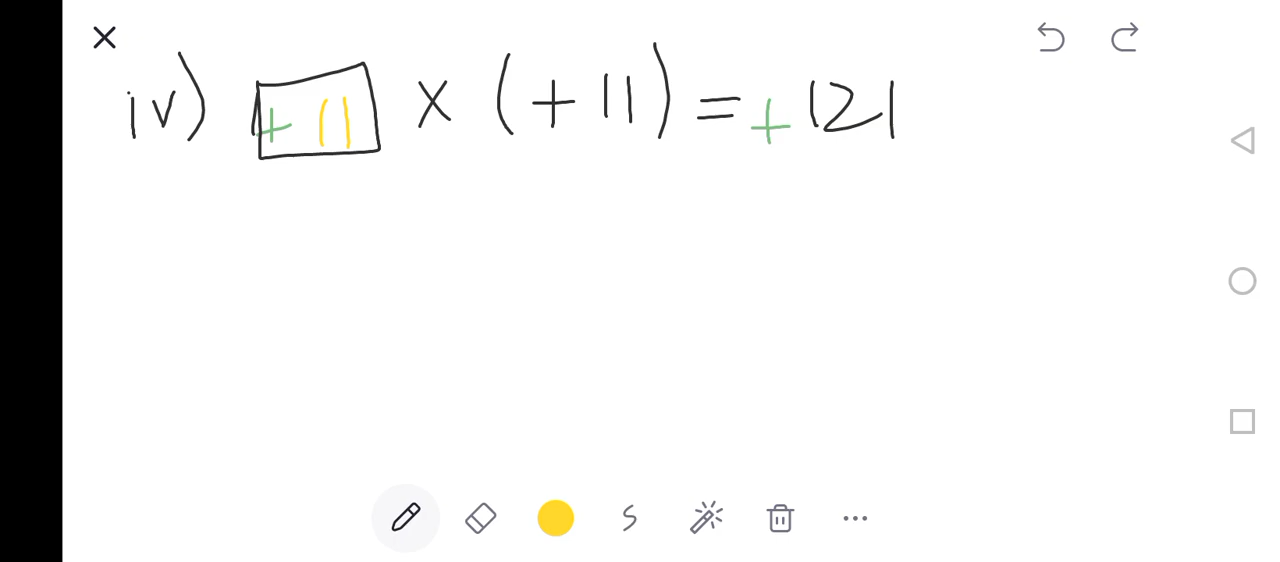 iv) +11 × (+11) = +121